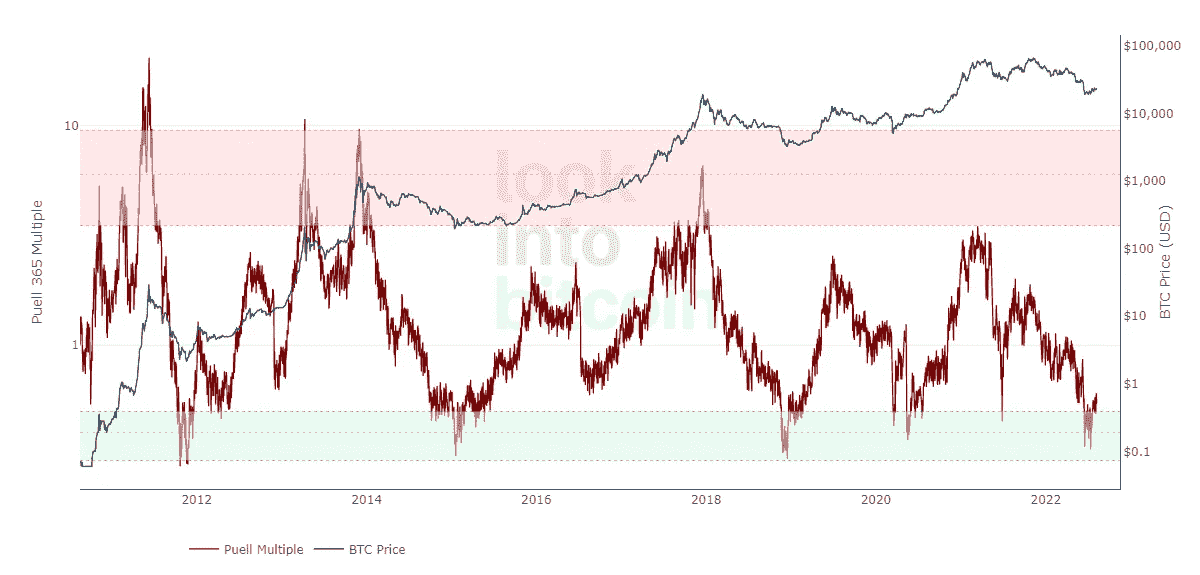 $100,000
10
$10,000
look
$1,000
Puell 365 Multiple
into
$100
BTC Price (USD)
bitcoin
$10
1
$1
$0.1
2012
2014
2016
2018
2020
2022
Puell Multiple
BTC Price